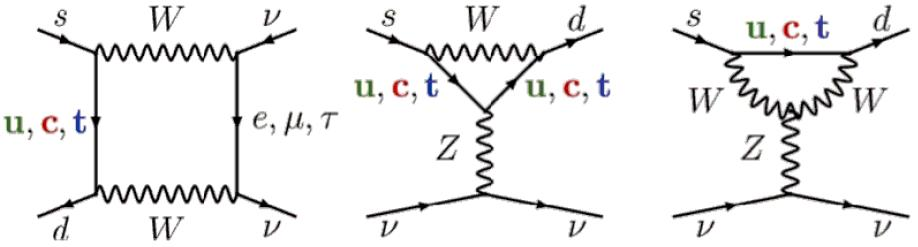 s W ν
u, c, t e, μ, τ
d W ν
s W d
u, c, t u, c, t
Z
ν ν
s u, c, t d
W W
Z
ν ν